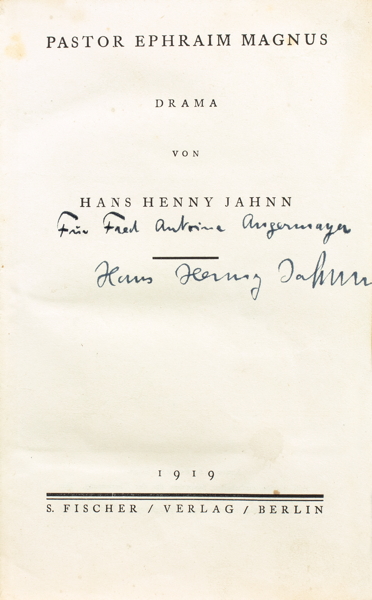 PASTOR EPHRAIM MAGNUS
DRAMA
VON
HANS HENNY JAHNN
Für Fred Antoine Angermayer
Hans Henny Jahnn
1919
S. FISCHER / VERLAG / BERLIN